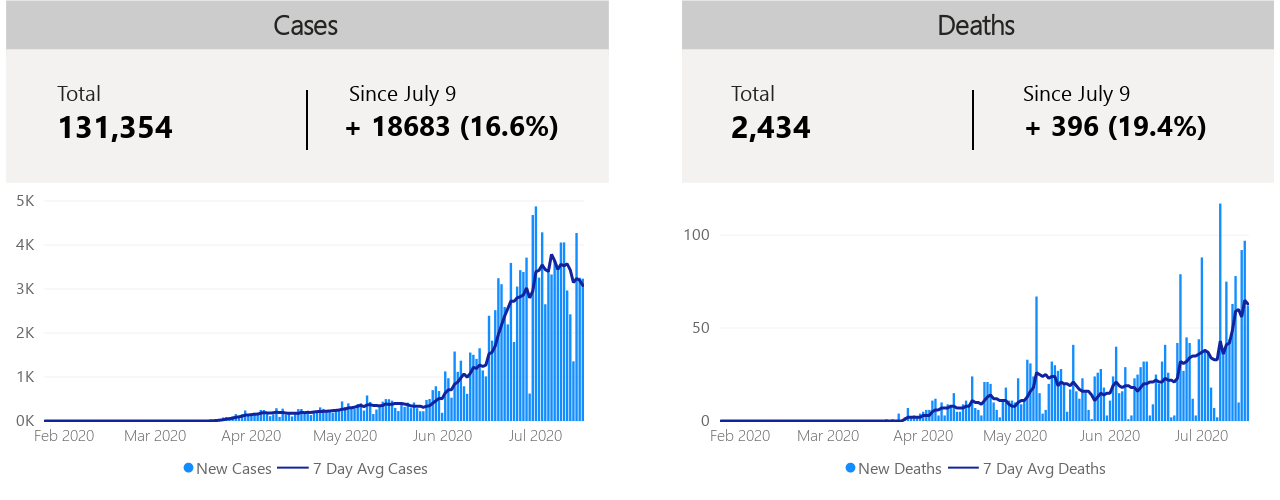 Cases
Total
131,354
Since July 9
+ 18683 (16.6%)
5K
4K
3K
2K
1K
0K
Feb 2020 Mar 2020 Apr 2020 May 2020 Jun 2020 Jul 2020
New Cases 7 Day Avg Cases
Deaths
Total
2,434
Since July 9
+ 396 (19.4%)
100
50
0
Feb 2020 Mar 2020 Apr 2020 May 2020 Jun 2020 Jul 2020
New Deaths 7 Day Avg Deaths